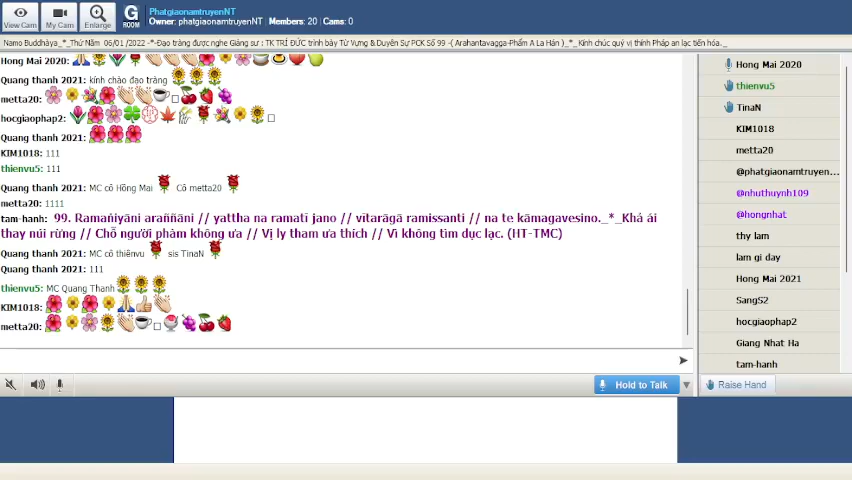 PhatgiaonamtruyenNT
Owner: phatgiaonamtruyenNT Members: 20 Cams: 0
View Cam My Cam Enlarge G ROOM
Namo Buddhàya_*_Thứ Năm 06/01 /2022 -*-Đạo tràng được nghe Giảng sư : TK TRÍ ĐỨC trình bày Từ Vựng & Duyên Sự PCK Số 99 -( Arahantavagga-Phẩm A La Hán )_*_Kính chúc quý vị thính Pháp an lạc tiến hóa._*_
Hong Mai 2020:
Quang thanh 2021: kính chào đạo tràng
metta20:
hocgiaophap2:
Quang thanh 2021:
KIM1018: 111
thienvu5: 111
Quang thanh 2021: MC cô Hồng Mai Cô metta20
metta20: 1111
tam-hanh: 99. Ramaṇiyāni araññāni // yattha na ramatī jano // vītarāgā ramissanti // na te kāmagavesino._*_Khả ái
thay núi rừng // Chỗ người phàm không ưa // Vị ly tham ưa thích // Vì không tìm dục lạc. (HT-TMC)
Quang thanh 2021: MC cô thiênvu sis TinaN
Quang thanh 2021: 111
thienvu5: MC Quang Thanh
KIM1018:
metta20:
Hold to Talk
Hong Mai 2020
thienvu5
TinaN
KIM1018
metta20
@phatgiaonamtruyen...
@nhuthuynh109
@hongnhat
thy lam
lam gi day
Hong Mai 2021
SangS2
hocgiaophap2
Giang Nhat Ha
tam-hanh
Raise Hand